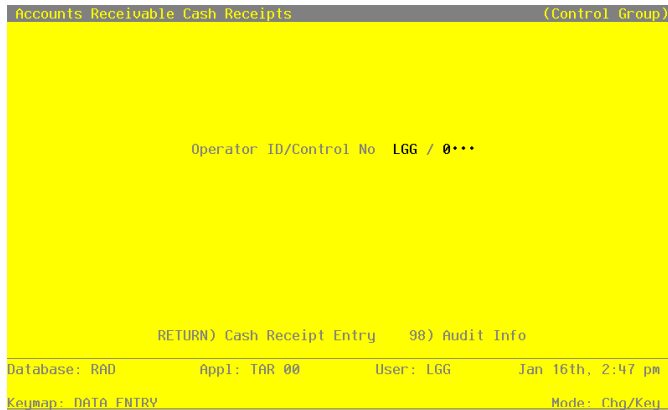 Accounts Receivable Cash Receipts (Control Group)
Operator ID/Control No LGG / 0···
RETURN) Cash Receipt Entry 98) Audit Info
Database: RAD Appl: TAR 00 User: LGG Jan 16th, 2:47 pm
Keymap: DATA ENTRY Mode: Chg/Key